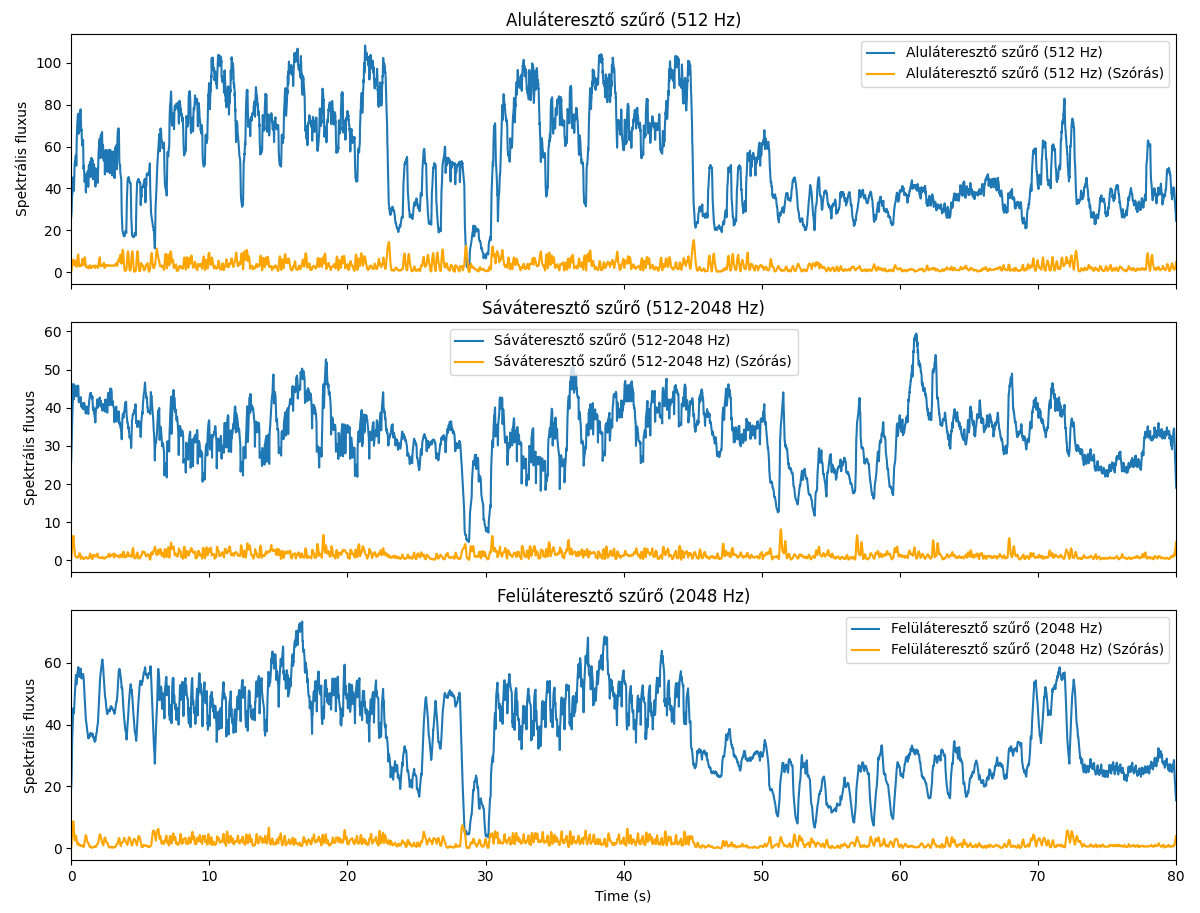 Aluláteresztő szűrő (512 Hz)
Aluláteresztő szűrő (512 Hz)
Aluláteresztő szűrő (512 Hz) (Szórás)
Spektrális fluxus
100
80
60
40
20
0
Sáváteresztő szűrő (512-2048 Hz)
Sáváteresztő szűrő (512-2048 Hz)
Sáváteresztő szűrő (512-2048 Hz) (Szórás)
Spektrális fluxus
60
50
40
30
20
10
0
Felüláteresztő szűrő (2048 Hz)
Felüláteresztő szűrő (2048 Hz)
Felüláteresztő szűrő (2048 Hz) (Szórás)
Spektrális fluxus
60
40
20
0
0 10 20 30 40 50 60 70 80
Time (s)